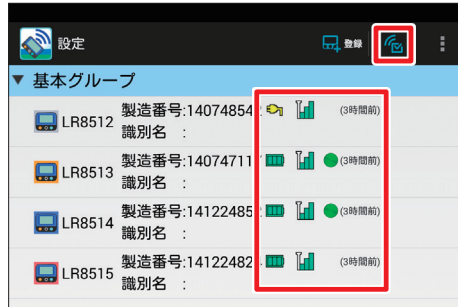 設定
登録
▼ 基本グループ
LR8512
製造番号:14074854
(3時間前)
識別名 :
LR8513
製造番号:1407471
(3時間前)
識別名 :
LR8514
製造番号:14122485
(3時間前)
識別名 :
LR8515
製造番号:14122482
(3時間前)
識別名 :